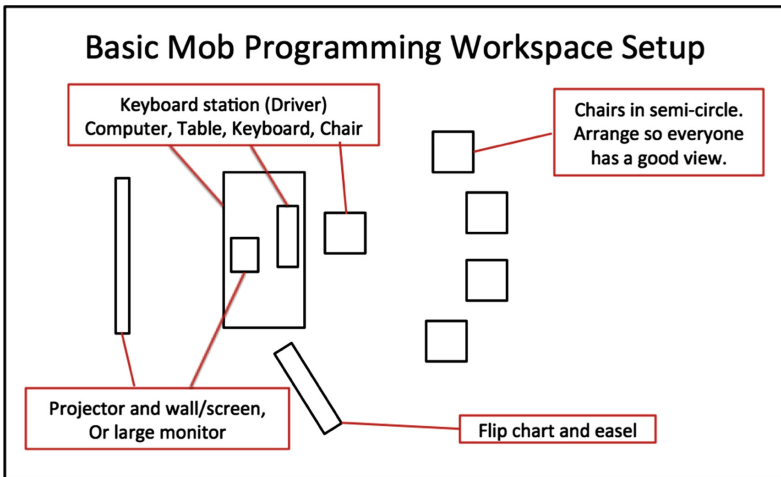 Basic Mob Programming Workspace Setup
Keyboard station (Driver)
Computer, Table, Keyboard, Chair
Chairs in semi-circle.
Arrange so everyone
has a good view.
Projector and wall/screen,
Or large monitor
Flip chart and easel